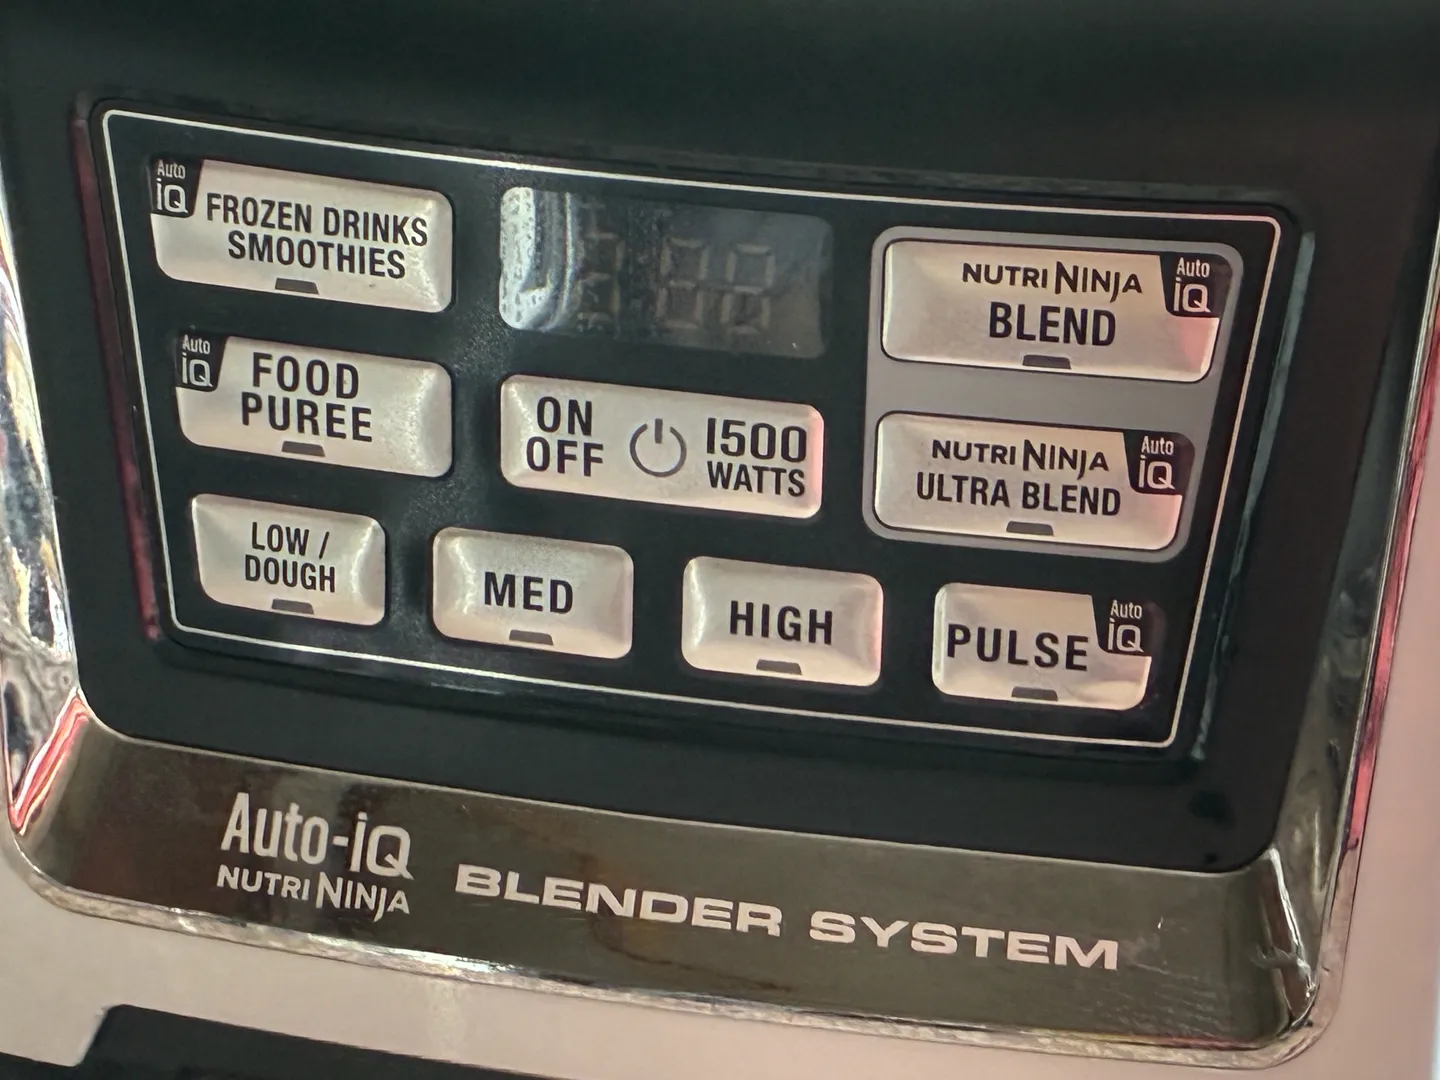 Auto
iQ
FROZEN DRINKS
SMOOTHIES
Auto
iQ
FOOD
PUREE
ON
OFF
1500
WATTS
NUTRI NINJA
BLEND
Auto
iQ
NUTRI NINJA
ULTRA BLEND
Auto
iQ
LOW /
DOUGH
MED
HIGH
PULSE
Auto
iQ
Auto-iQ
NUTRI NINJA
BLENDER SYSTEM